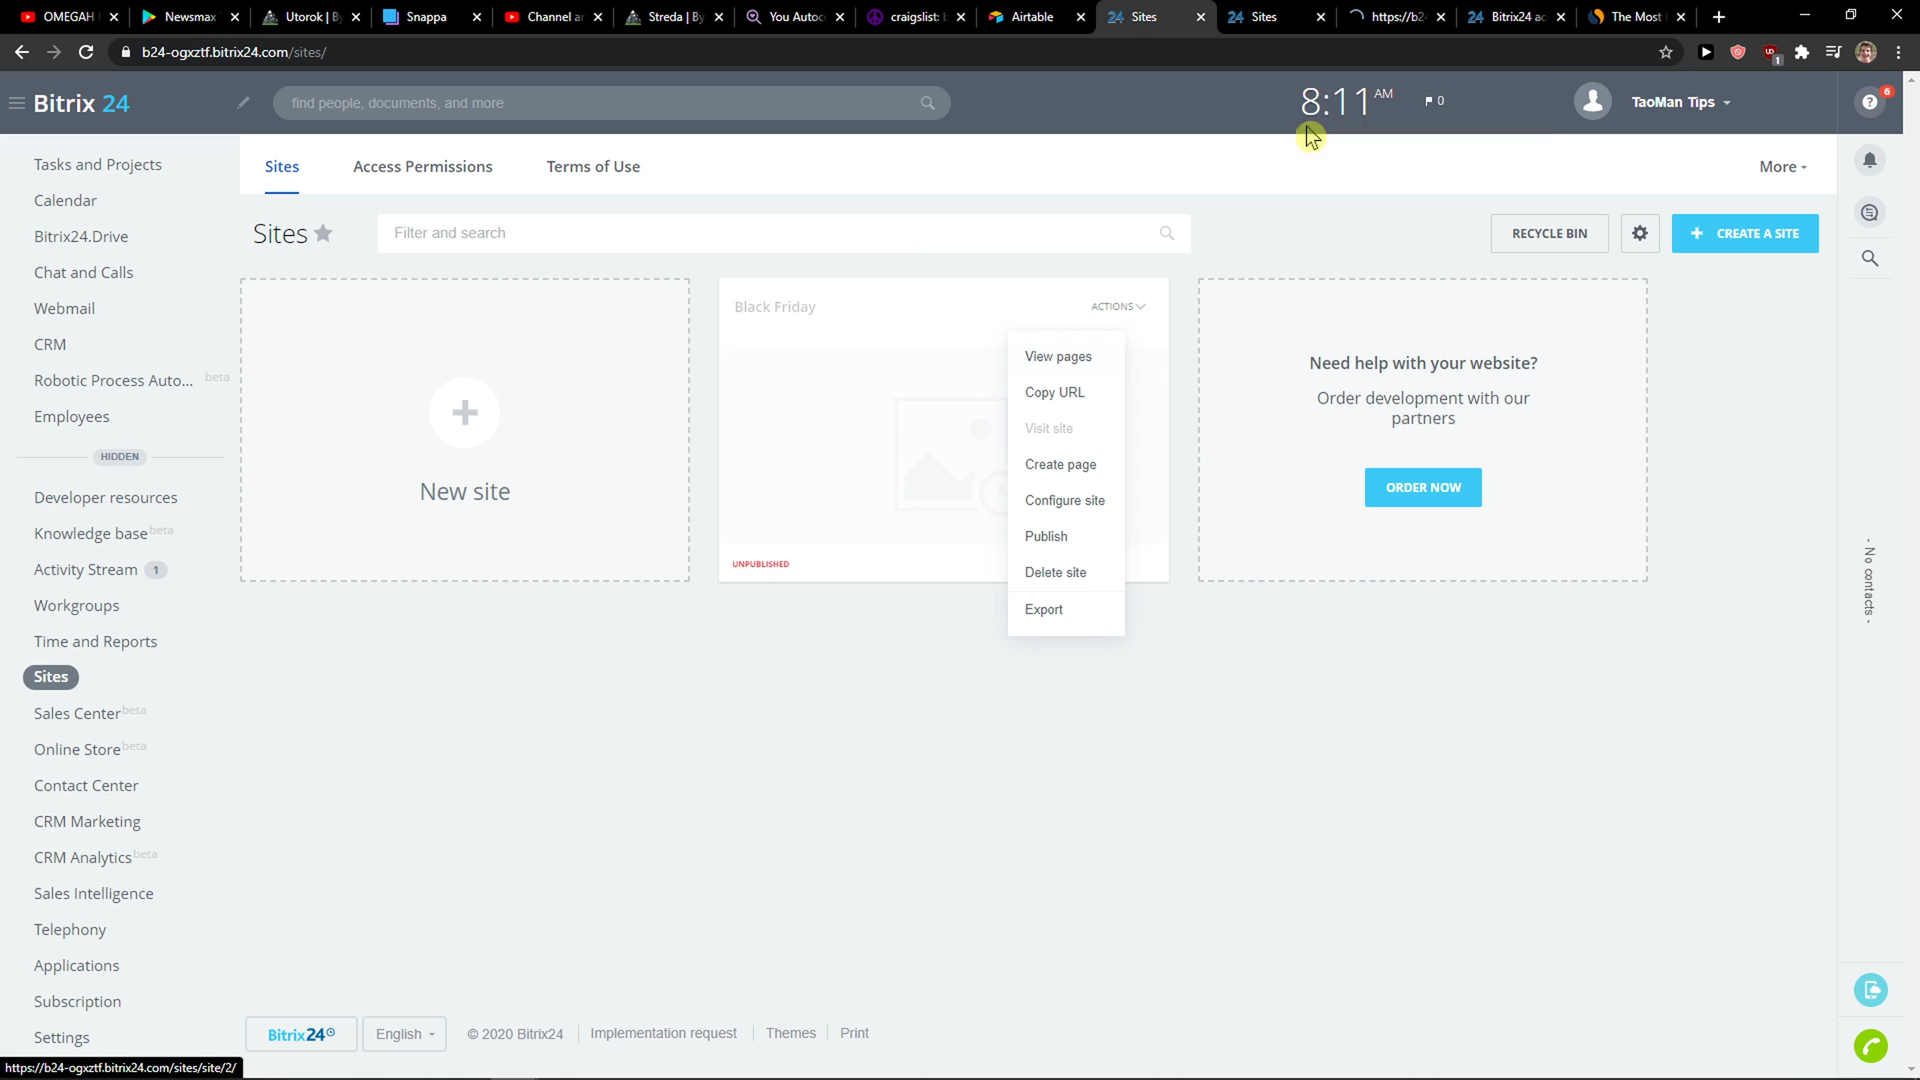 OMEGAH
Newsmax
Utorok | B
Snappa
Channel a
Streda | By
You Autoc
craigslist:
Airtable
24 Sites
24 Sites
https://b2
24 Bitrix24 a
The Most
b24-ogxztf.bitrix24.com/sites/
1
Bitrix 24
find people, documents, and more
8:11 AM
0
TaoMan Tips
6
Tasks and Projects
Calendar
Bitrix24.Drive
Chat and Calls
Webmail
CRM
Robotic Process Auto... beta
Employees
HIDDEN
Developer resources
Knowledge base beta
Activity Stream 1
Workgroups
Time and Reports
Sites
Sales Center beta
Online Store beta
Contact Center
CRM Marketing
CRM Analytics beta
Sales Intelligence
Telephony
Applications
Subscription
Settings
Sites
Access Permissions
Terms of Use
More
Sites
Filter and search
RECYCLE BIN
+ CREATE A SITE
New site
Black Friday
ACTIONS
View pages
Copy URL
Visit site
Create page
Configure site
Publish
Delete site
Export
UNPUBLISHED
Need help with your website?
Order development with our
partners
ORDER NOW
- No contacts -
Bitrix24
English
© 2020 Bitrix24
Implementation request
Themes
Print
https://b24-ogxztf.bitrix24.com/sites/site/2/